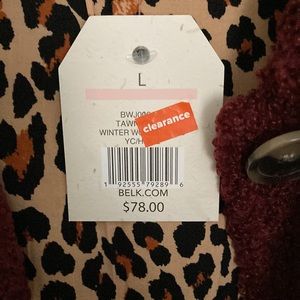 L
clearance
WINTER
1 92555 79289 6
BELK.COM
$78.00